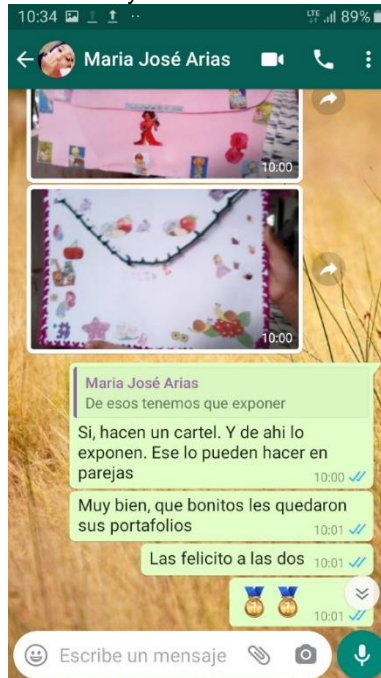 10:34
LTE 89%
Maria José Arias
10:00
10:00
Maria José Arias
De esos tenemos que exponer
Si, hacen un cartel. Y de ahi lo
exponen. Ese lo pueden hacer en
parejas
10:00
Muy bien, que bonitos les quedaron
sus portafolios
10:01
Las felicito a las dos 10:01
10:01
Escribe un mensaje